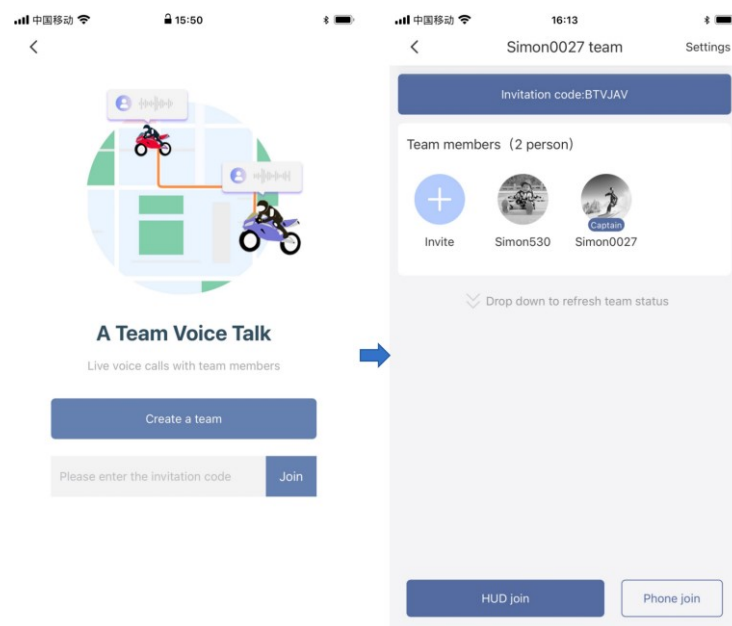 中国移动 15:50
A Team Voice Talk
Live voice calls with team members
Create a team
Please enter the invitation code Join
中国移动 16:13
Simon0027 team Settings
Invitation code:BTVJAV
Team members（2 person）
Captain
Invite Simon530 Simon0027
Drop down to refresh team status
HUD join Phone join